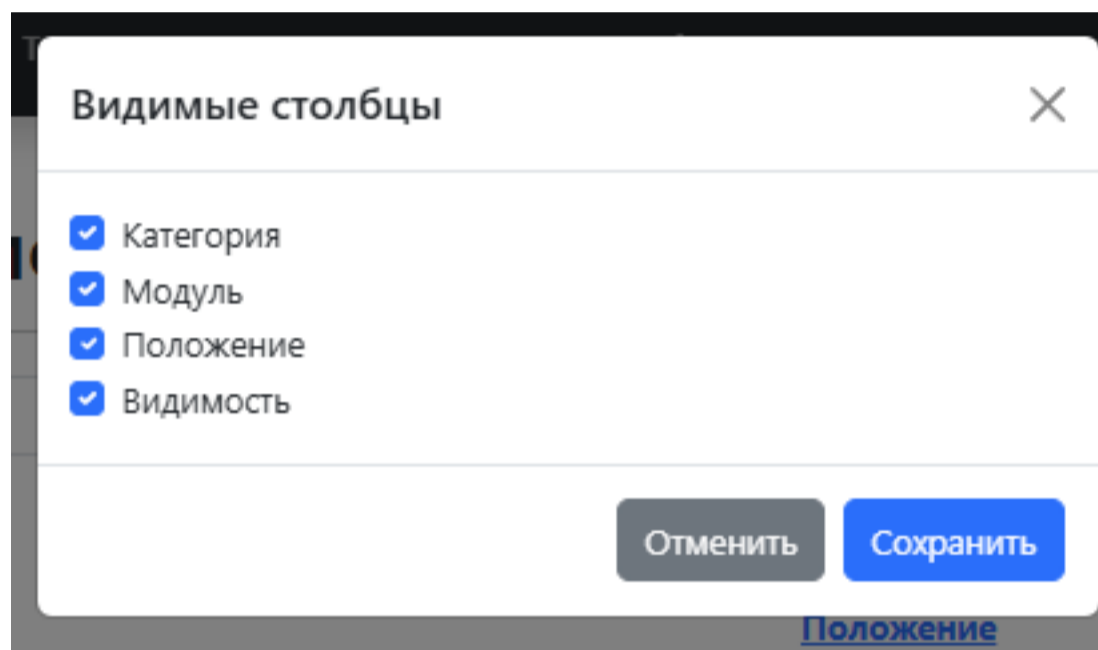 Видимые столбцы
Категория
Модуль
Положение
Видимость
Отменить
Сохранить
Положение